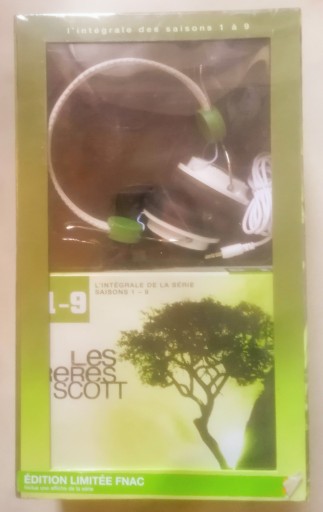 l'intégrale des saisons 1 à 9
1-9
L'INTÉGRALE DE LA SÉRIE
SAISONS 1 - 9
Les
RERES
SCOTT
ÉDITION LIMITÉE FNAC